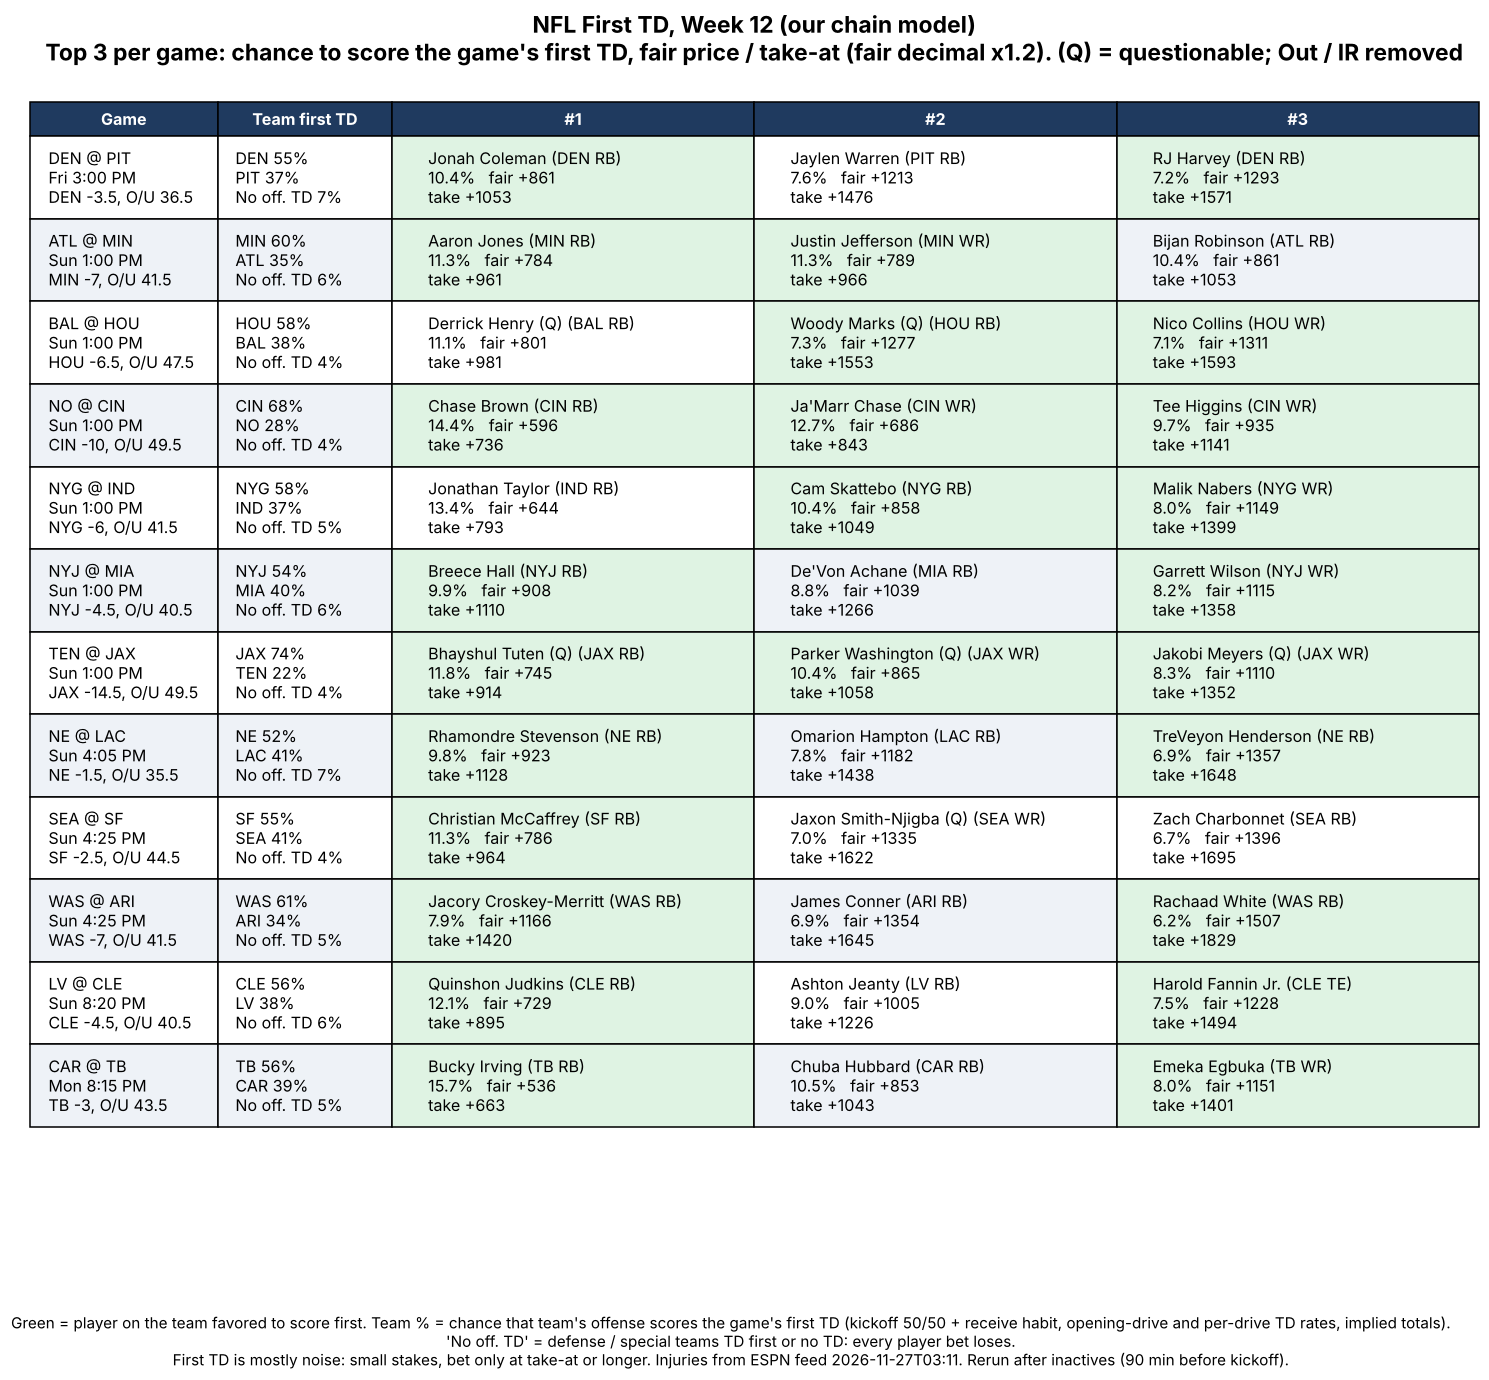 NFL First TD, Week 12 (our chain model)
Top 3 per game: chance to score the game's first TD, fair price / take-at (fair decimal x1.2). (Q) = questionable; Out / IR removed
Game Team first TD #1 #2 #3
DEN @ PIT DEN 55% Jonah Coleman (DEN RB) Jaylen Warren (PIT RB) RJ Harvey (DEN RB)
Fri 3:00 PM PIT 37% 10.4% fair +861 7.6% fair +1213 7.2% fair +1293
DEN -3.5, O/U 36.5 No off. TD 7% take +1053 take +1476 take +1571
ATL @ MIN MIN 60% Aaron Jones (MIN RB) Justin Jefferson (MIN WR) Bijan Robinson (ATL RB)
Sun 1:00 PM ATL 35% 11.3% fair +784 11.3% fair +789 10.4% fair +861
MIN -7, O/U 41.5 No off. TD 6% take +961 take +966 take +1053
BAL @ HOU HOU 58% Derrick Henry (Q) (BAL RB) Woody Marks (Q) (HOU RB) Nico Collins (HOU WR)
Sun 1:00 PM BAL 38% 11.1% fair +801 7.3% fair +1277 7.1% fair +1311
HOU -6.5, O/U 47.5 No off. TD 4% take +981 take +1553 take +1593
NO @ CIN CIN 68% Chase Brown (CIN RB) Ja'Marr Chase (CIN WR) Tee Higgins (CIN WR)
Sun 1:00 PM NO 28% 14.4% fair +596 12.7% fair +686 9.7% fair +935
CIN -10, O/U 49.5 No off. TD 4% take +736 take +843 take +1141
NYG @ IND NYG 58% Jonathan Taylor (IND RB) Cam Skattebo (NYG RB) Malik Nabers (NYG WR)
Sun 1:00 PM IND 37% 13.4% fair +644 10.4% fair +858 8.0% fair +1149
NYG -6, O/U 41.5 No off. TD 5% take +793 take +1049 take +1399
NYJ @ MIA NYJ 54% Breece Hall (NYJ RB) De'Von Achane (MIA RB) Garrett Wilson (NYJ WR)
Sun 1:00 PM MIA 40% 9.9% fair +908 8.8% fair +1039 8.2% fair +1115
NYJ -4.5, O/U 40.5 No off. TD 6% take +1110 take +1266 take +1358
TEN @ JAX JAX 74% Bhayshul Tuten (Q) (JAX RB) Parker Washington (Q) (JAX WR) Jakobi Meyers (Q) (JAX WR)
Sun 1:00 PM TEN 22% 11.8% fair +745 10.4% fair +865 8.3% fair +1110
JAX -14.5, O/U 49.5 No off. TD 4% take +914 take +1058 take +1352
NE @ LAC NE 52% Rhamondre Stevenson (NE RB) Omarion Hampton (LAC RB) TreVeyon Henderson (NE RB)
Sun 4:05 PM LAC 41% 9.8% fair +923 7.8% fair +1182 6.9% fair +1357
NE -1.5, O/U 35.5 No off. TD 7% take +1128 take +1438 take +1648
SEA @ SF SF 55% Christian McCaffrey (SF RB) Jaxon Smith-Njigba (Q) (SEA WR) Zach Charbonnet (SEA RB)
Sun 4:25 PM SEA 41% 11.3% fair +786 7.0% fair +1335 6.7% fair +1396
SF -2.5, O/U 44.5 No off. TD 4% take +964 take +1622 take +1695
WAS @ ARI WAS 61% Jacory Croskey-Merritt (WAS RB) James Conner (ARI RB) Rachaad White (WAS RB)
Sun 4:25 PM ARI 34% 7.9% fair +1166 6.9% fair +1354 6.2% fair +1507
WAS -7, O/U 41.5 No off. TD 5% take +1420 take +1645 take +1829
LV @ CLE CLE 56% Quinshon Judkins (CLE RB) Ashton Jeanty (LV RB) Harold Fannin Jr. (CLE TE)
Sun 8:20 PM LV 38% 12.1% fair +729 9.0% fair +1005 7.5% fair +1228
CLE -4.5, O/U 40.5 No off. TD 6% take +895 take +1226 take +1494
CAR @ TB TB 56% Bucky Irving (TB RB) Chuba Hubbard (CAR RB) Emeka Egbuka (TB WR)
Mon 8:15 PM CAR 39% 15.7% fair +536 10.5% fair +853 8.0% fair +1151
TB -3, O/U 43.5 No off. TD 5% take +663 take +1043 take +1401
Green = player on the team favored to score first. Team % = chance that team's offense scores the game's first TD (kickoff 50/50 + receive habit, opening-drive and per-drive TD rates, implied totals).
'No off. TD' = defense / special teams TD first or no TD: every player bet loses.
First TD is mostly noise: small stakes, bet only at take-at or longer. Injuries from ESPN feed 2026-11-27T03:11. Rerun after inactives (90 min before kickoff).